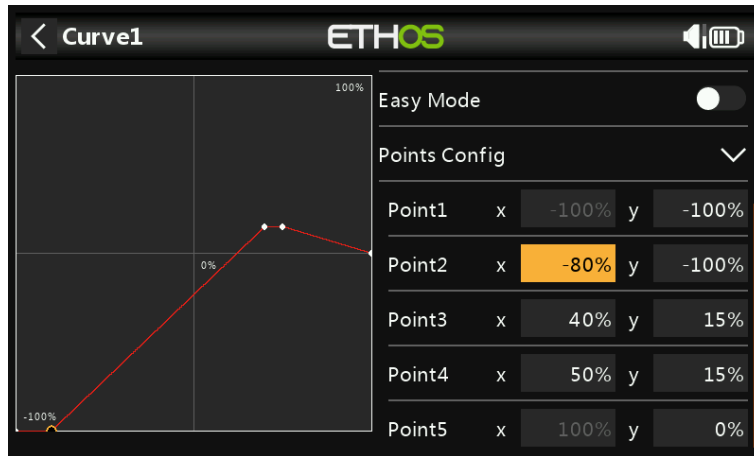 Curve1
ETHOS
100%
0%
-100%
Easy Mode
Points Config
Point1 x -100% y -100%
Point2 x -80% y -100%
Point3 x 40% y 15%
Point4 x 50% y 15%
Point5 x 100% y 0%